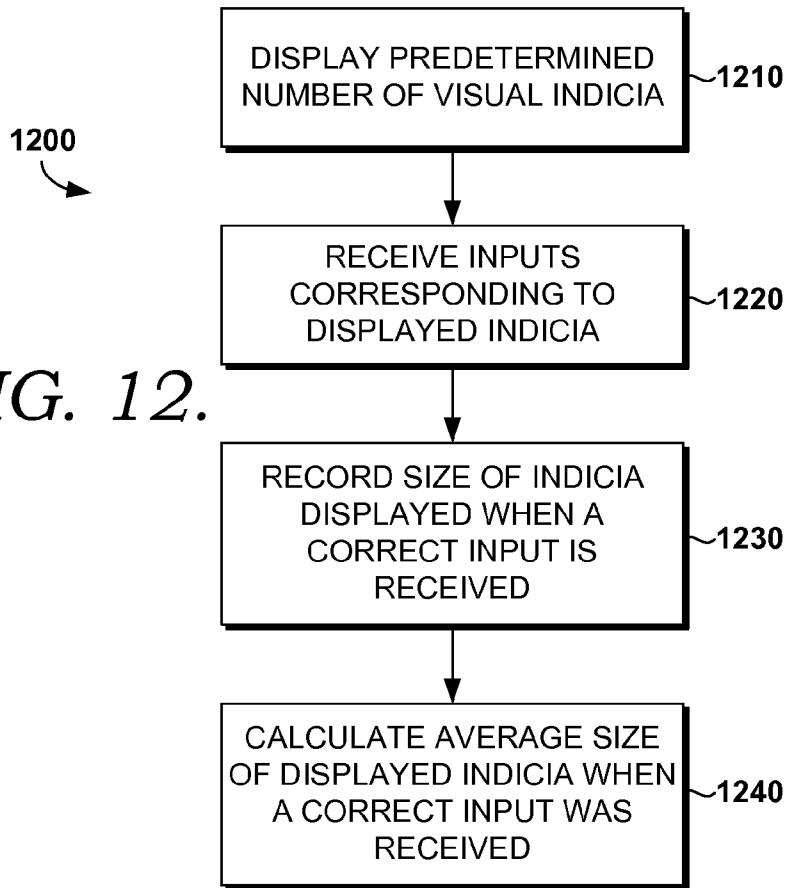 DISPLAY PREDETERMINED
NUMBER OF VISUAL INDICIA
1210
1200
RECEIVE INPUTS
CORRESPONDING TO
DISPLAYED INDICIA
1220
IG. 12.
RECORD SIZE OF INDICIA
DISPLAYED WHEN A
CORRECT INPUT IS
RECEIVED
1230
CALCULATE AVERAGE SIZE
OF DISPLAYED INDICIA WHEN
A CORRECT INPUT WAS
RECEIVED
1240